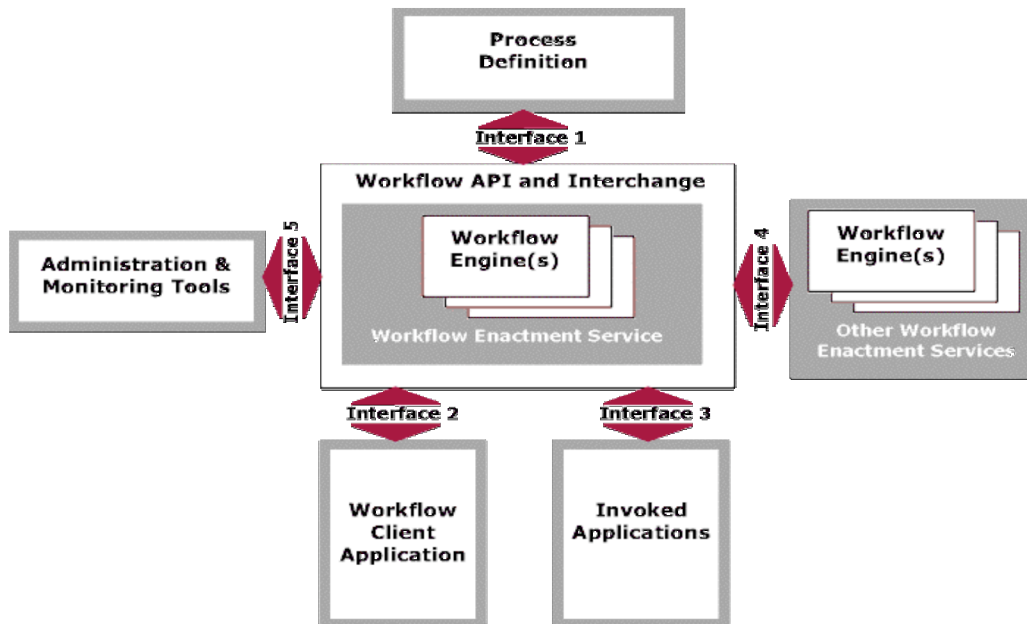 Process
Definition
Interface 1
Workflow API and Interchange
Workflow
Engine(s)
Workflow Enactment Service
Administration &
Monitoring Tools
Interface 5
Interface 4
Workflow
Engine(s)
Other Workflow
Enactment Services
Interface 2
Interface 3
Workflow
Client
Application
Invoked
Applications